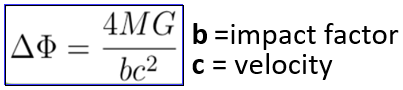 ΔΦ = 4MG / bc²
b =impact factor
c = velocity